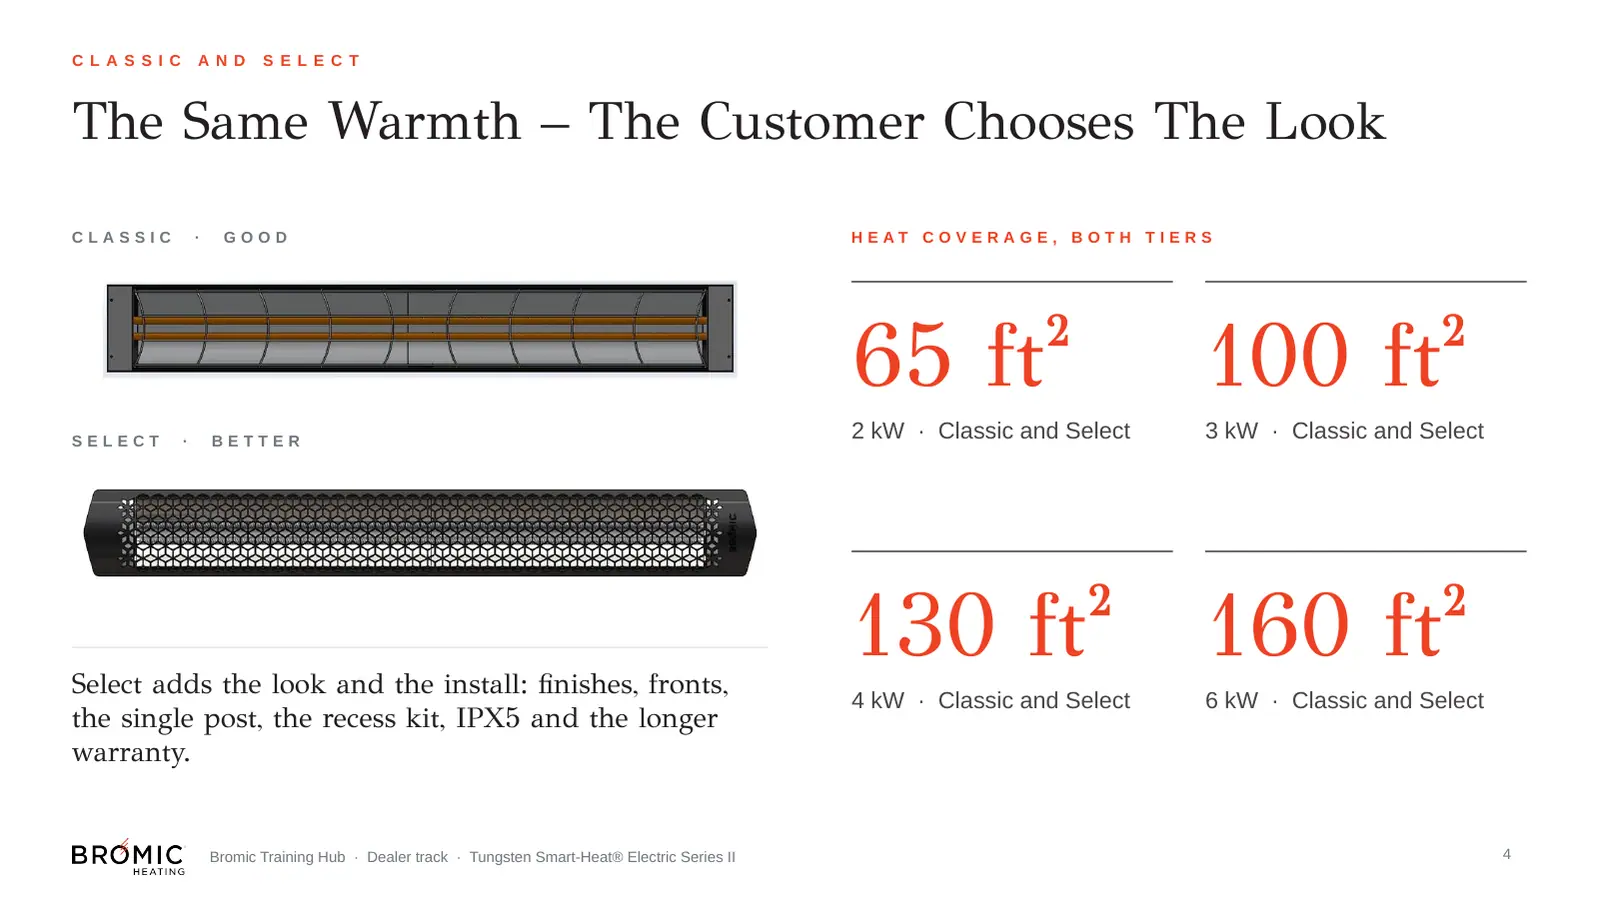 CLASSIC AND SELECT
The Same Warmth – The Customer Chooses The Look
CLASSIC · GOOD
SELECT · BETTER
BROMIC
Select adds the look and the install: finishes, fronts,
the single post, the recess kit, IPX5 and the longer
warranty.
HEAT COVERAGE, BOTH TIERS
65 ft²
2 kW · Classic and Select
100 ft²
3 kW · Classic and Select
130 ft²
4 kW · Classic and Select
160 ft²
6 kW · Classic and Select
BROMIC
HEATING
Bromic Training Hub · Dealer track · Tungsten Smart-Heat® Electric Series II
4